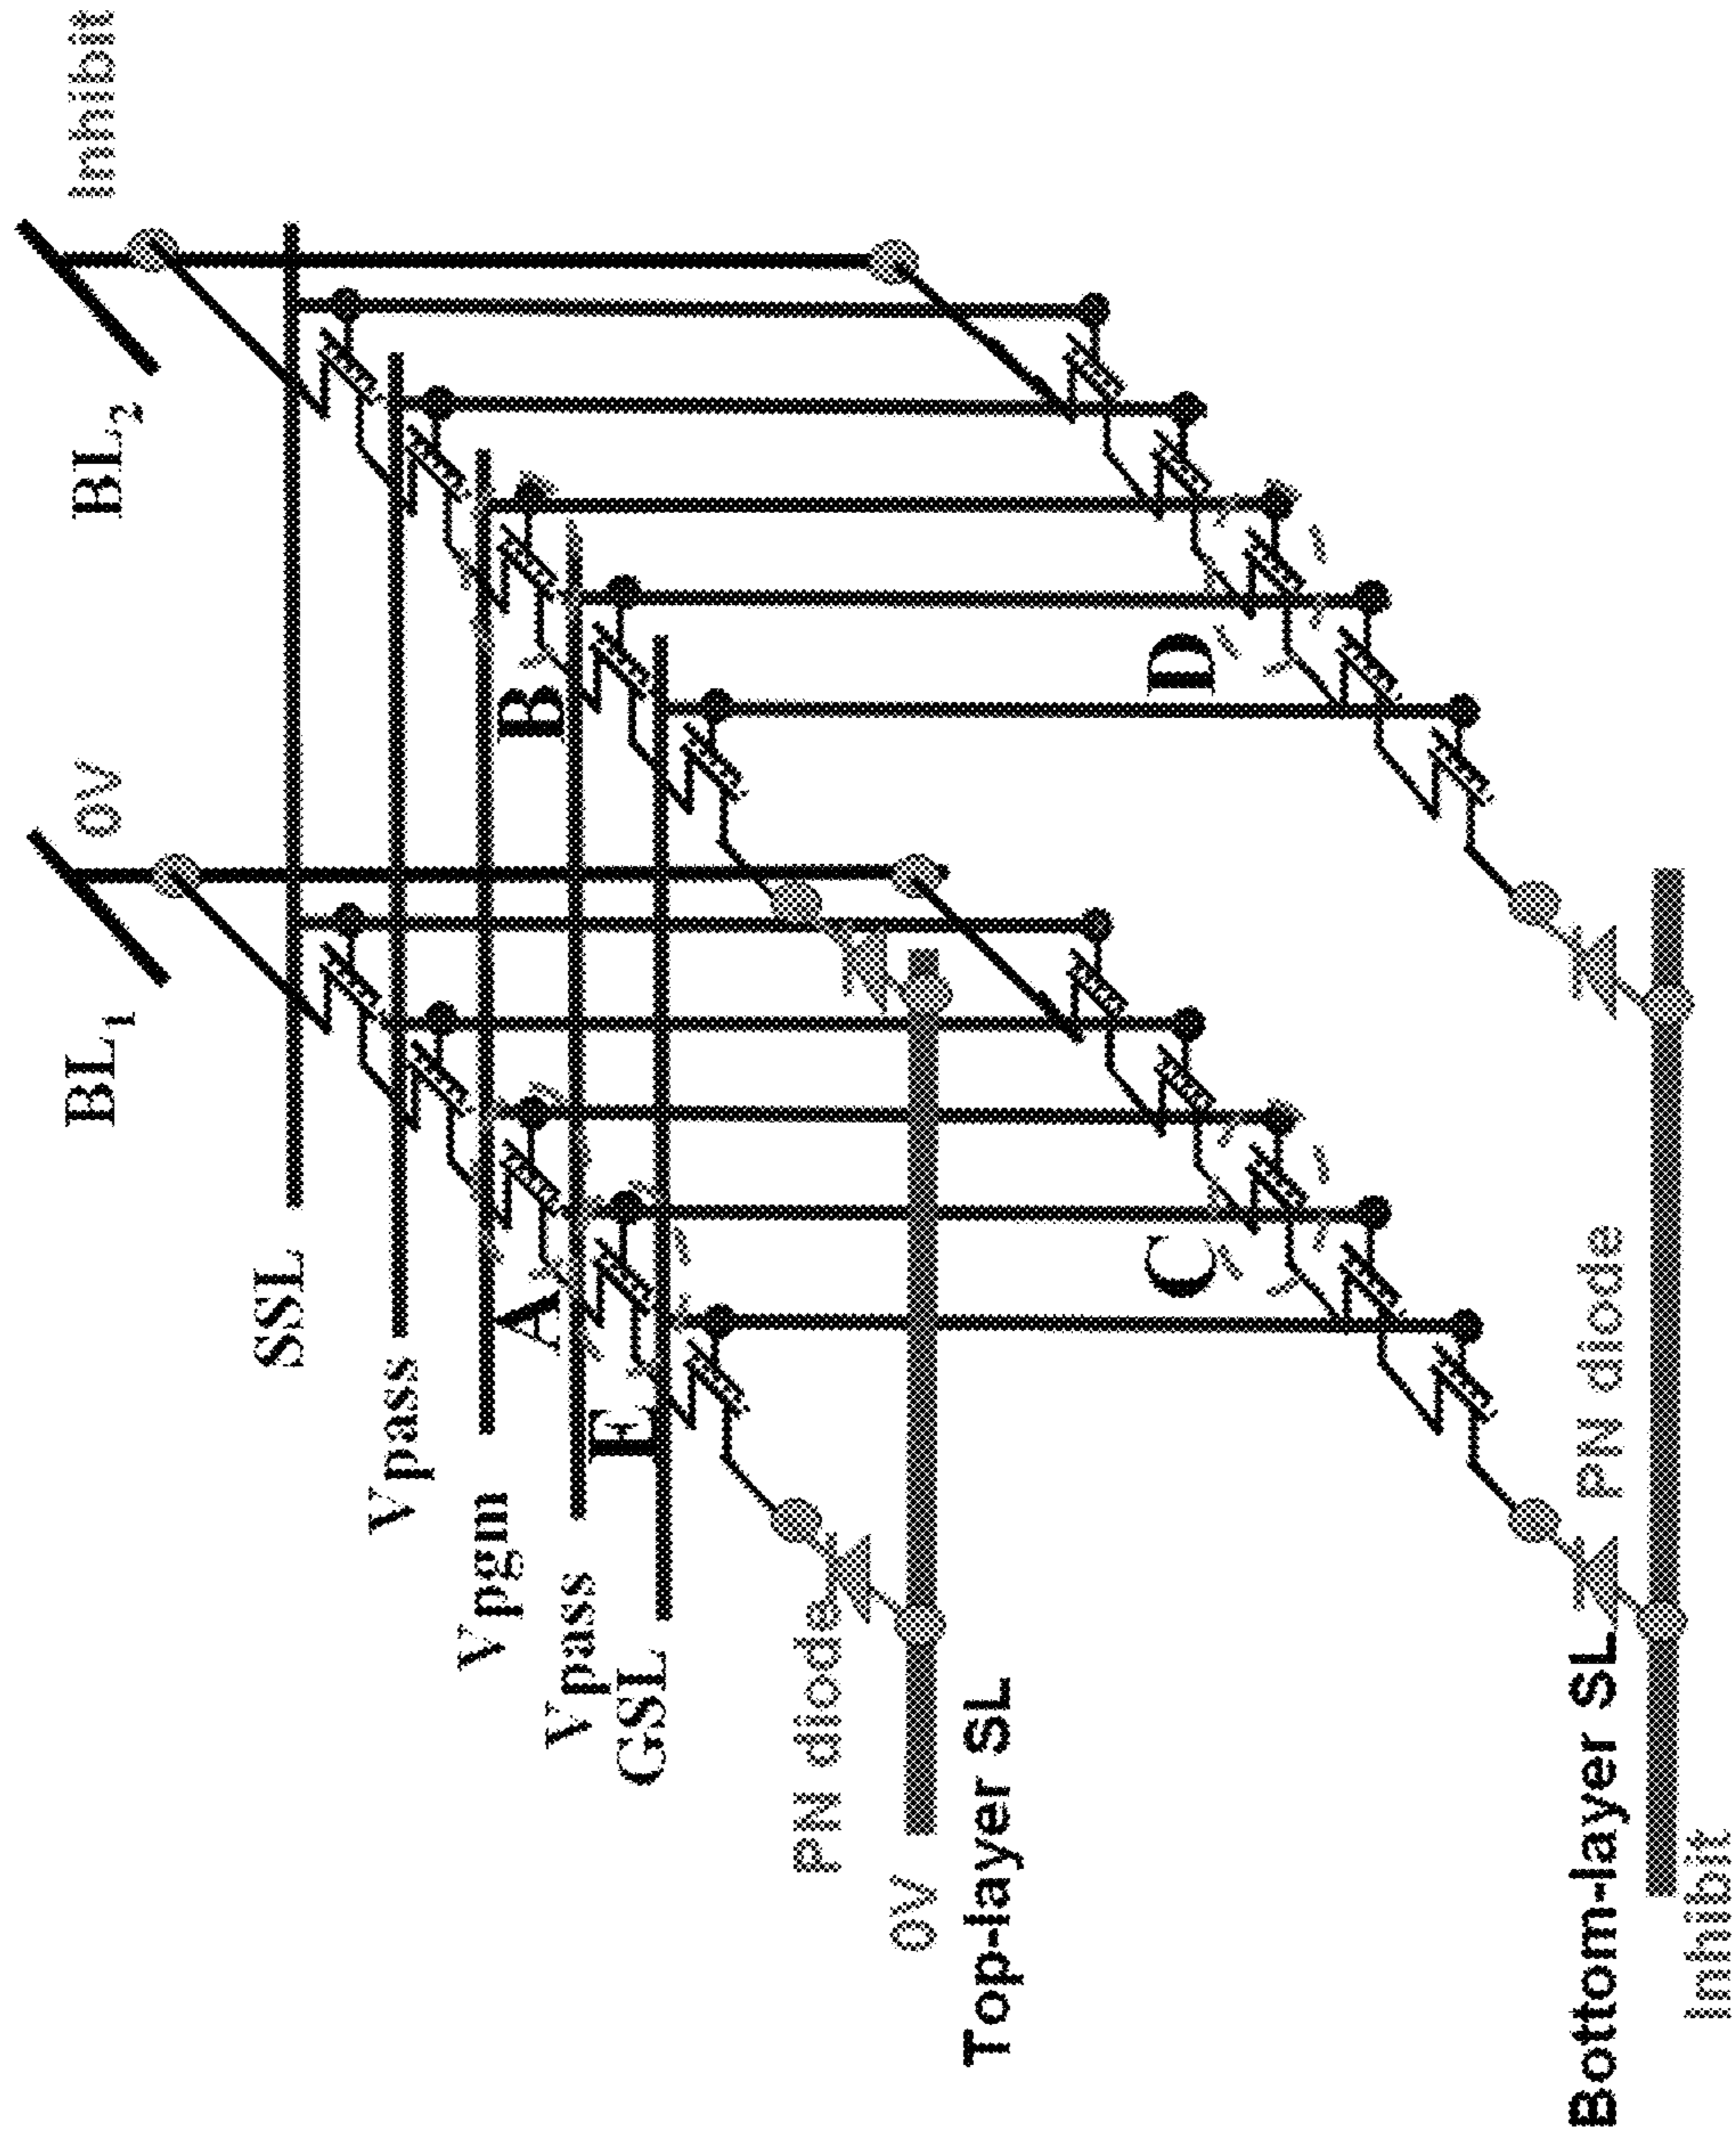 BL1
0V
BL2
Inhibit
SSL
Vpass
Vpgm
Vpass
GSL
A
B
E
C
D
PN diode
0V
Top-layer SL
PN diode
Bottom-layer SL
Inhibit